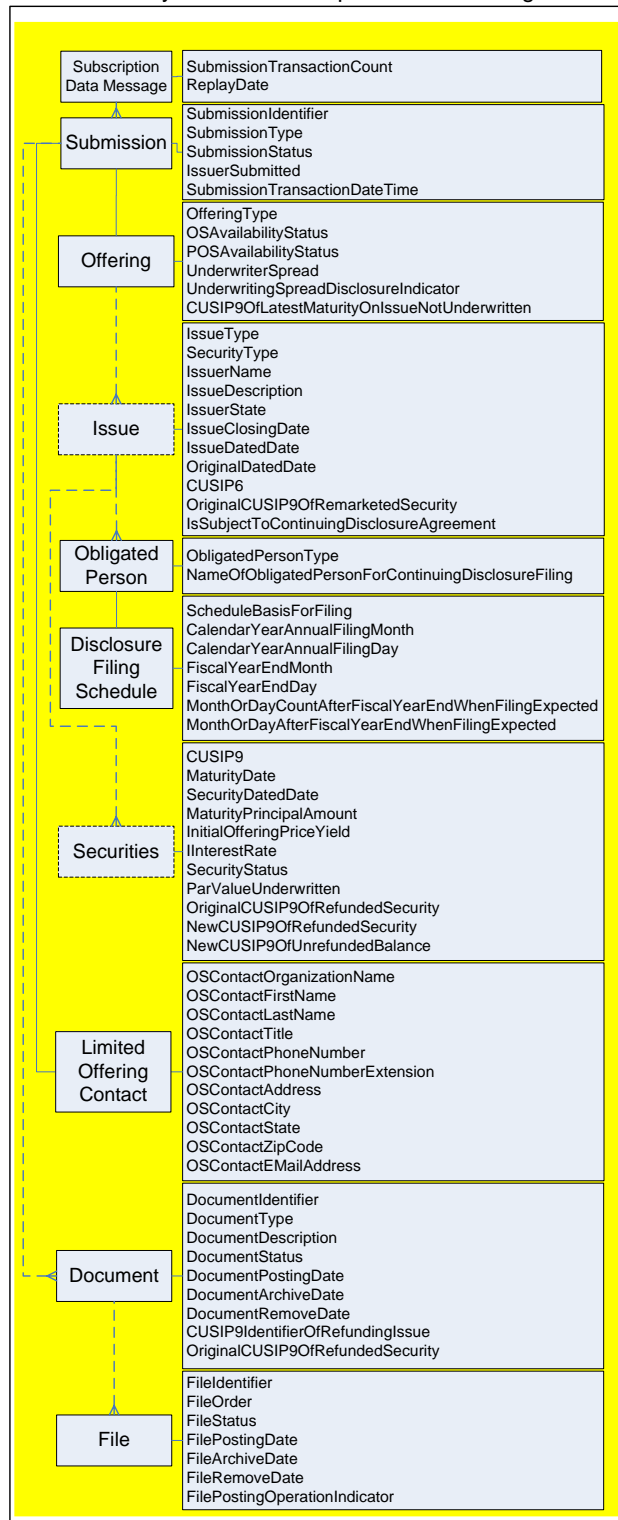 Subscription
Data Message
SubmissionTransactionCount
ReplayDate
Submission
SubmissionIdentifier
SubmissionType
SubmissionStatus
IssuerSubmitted
SubmissionTransactionDateTime
Offering
OfferingType
OSAvailabilityStatus
POSAvailabilityStatus
UnderwriterSpread
UnderwritingSpreadDisclosureIndicator
CUSIP9OfLatestMaturityOnIssueNotUnderwritten
Issue
IssueType
SecurityType
IssuerName
IssueDescription
IssuerState
IssueClosingDate
IssueDatedDate
OriginalDatedDate
CUSIP6
OriginalCUSIP9OfRemarketedSecurity
IsSubjectToContinuingDisclosureAgreement
Obligated
Person
ObligatedPersonType
NameOfObligatedPersonForContinuingDisclosureFiling
Disclosure
Filing
Schedule
ScheduleBasisForFiling
CalendarYearAnnualFilingMonth
CalendarYearAnnualFilingDay
FiscalYearEndMonth
FiscalYearEndDay
MonthOrDayCountAfterFiscalYearEndWhenFilingExpected
MonthOrDayAfterFiscalYearEndWhenFilingExpected
Securities
CUSIP9
MaturityDate
SecurityDatedDate
MaturityPrincipalAmount
InitialOfferingPriceYield
IInterestRate
SecurityStatus
ParValueUnderwritten
OriginalCUSIP9OfRefundedSecurity
NewCUSIP9OfRefundedSecurity
NewCUSIP9OfUnrefundedBalance
Limited
Offering
Contact
OSContactOrganizationName
OSContactFirstName
OSContactLastName
OSContactTitle
OSContactPhoneNumber
OSContactPhoneNumberExtension
OSContactAddress
OSContactCity
OSContactState
OSContactZipCode
OSContactEMailAddress
Document
DocumentIdentifier
DocumentType
DocumentDescription
DocumentStatus
DocumentPostingDate
DocumentArchiveDate
DocumentRemoveDate
CUSIP9IdentifierOfRefundingIssue
OriginalCUSIP9OfRefundedSecurity
File
FileIdentifier
FileOrder
FileStatus
FilePostingDate
FileArchiveDate
FileRemoveDate
FilePostingOperationIndicator